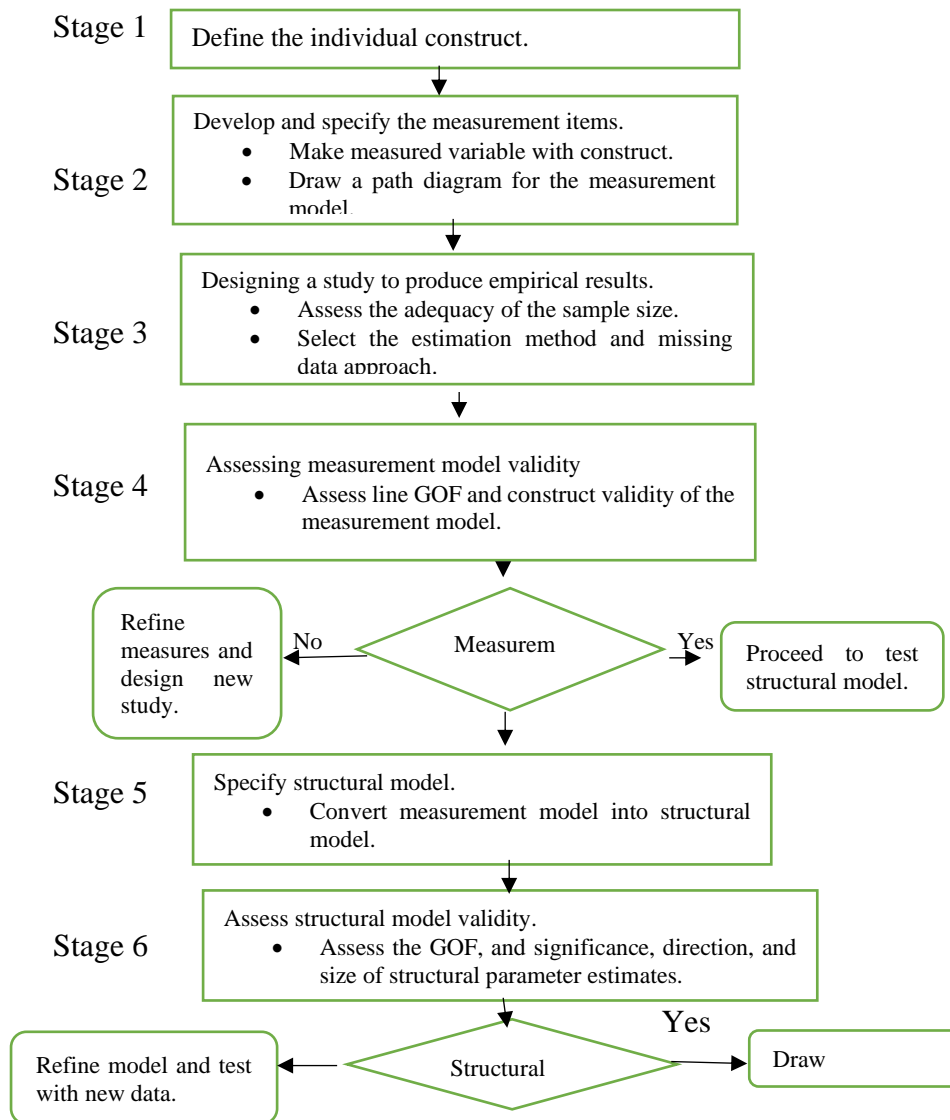 Stage 1
Define the individual construct.
Develop and specify the measurement items.
• Make measured variable with construct.
• Draw a path diagram for the measurement
model.
Stage 2
Designing a study to produce empirical results.
• Assess the adequacy of the sample size.
• Select the estimation method and missing
data approach.
Stage 3
Assessing measurement model validity
• Assess line GOF and construct validity of the
measurement model.
Stage 4
Refine
measures and
design new
study.
No
Measurem
Yes
Proceed to test
structural model.
Specify structural model.
• Convert measurement model into structural
model.
Stage 5
Assess structural model validity.
• Assess the GOF, and significance, direction, and
size of structural parameter estimates.
Stage 6
Refine model and test
with new data.
Structural
Yes
Draw